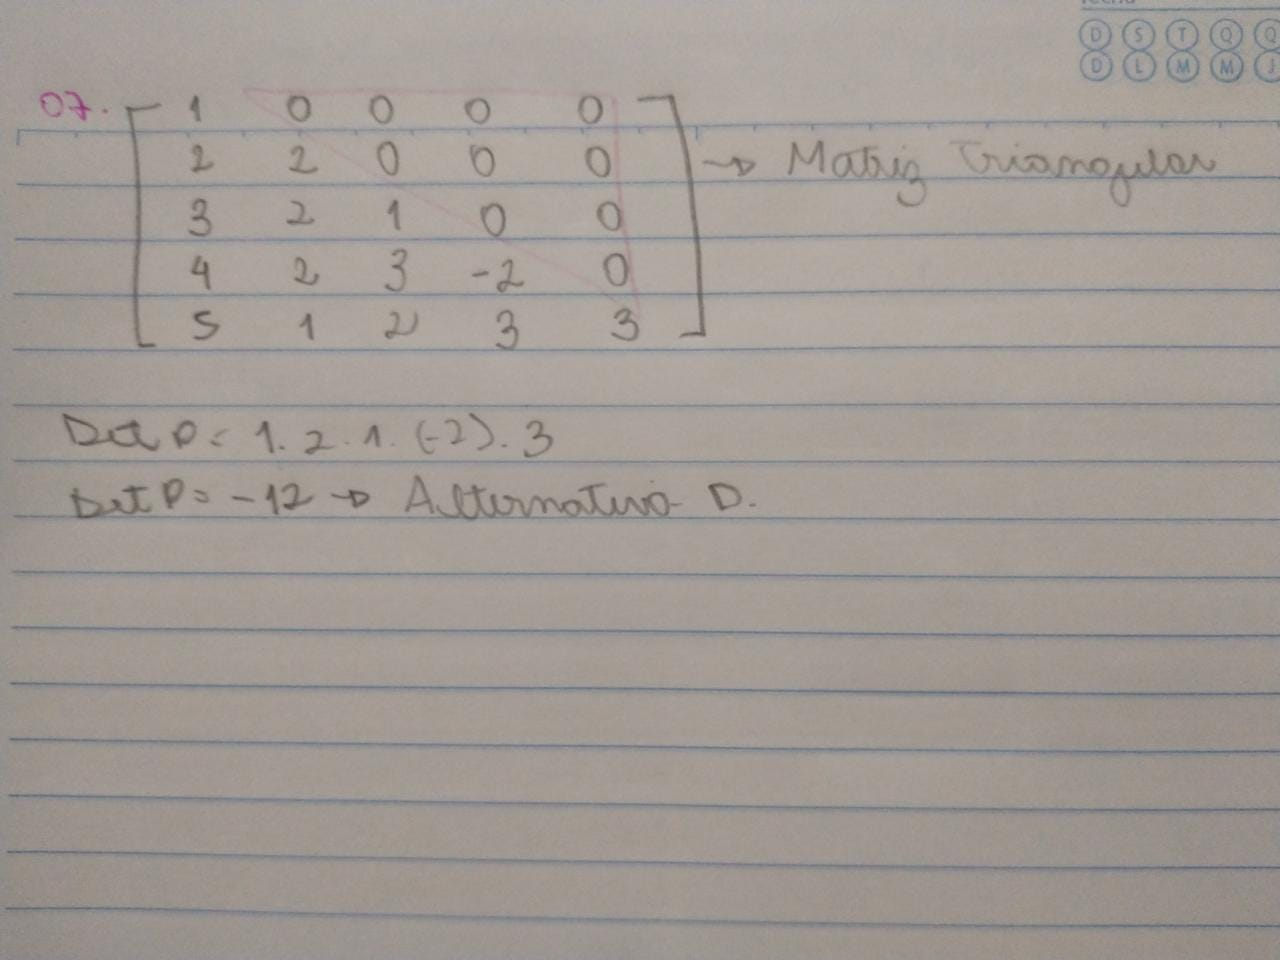 D S T Q Q
D L M M J
07. 1 0 0 0 0
2 2 0 0 0 → Matriz Triangular
3 2 1 0 0
4 2 3 -2 0
5 1 2 3 3
Det P = 1. 2. 1. (-2). 3
Det P = -12 → Alternativa D.